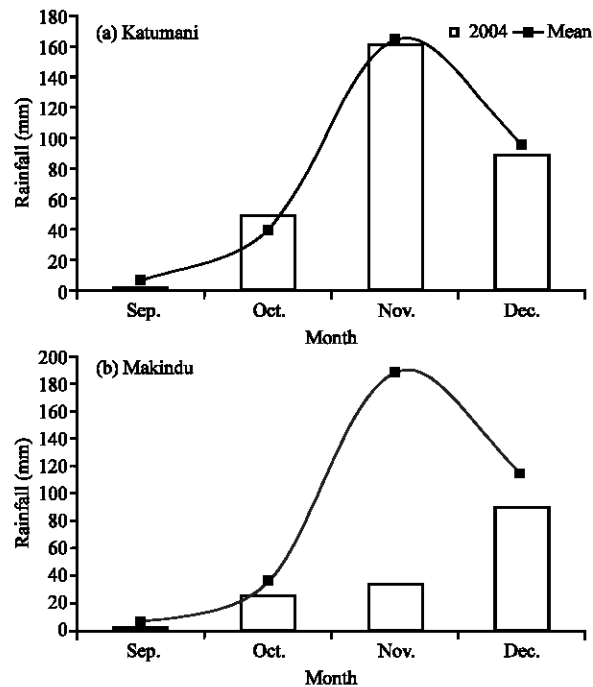 (a) Katumani
2004 Mean
Rainfall (mm)
180
160
140
120
100
80
60
40
20
0
Sep. Oct. Nov. Dec.
Month
(b) Makindu
Rainfall (mm)
200
180
160
140
120
100
80
60
40
20
0
Sep. Oct. Nov. Dec.
Month